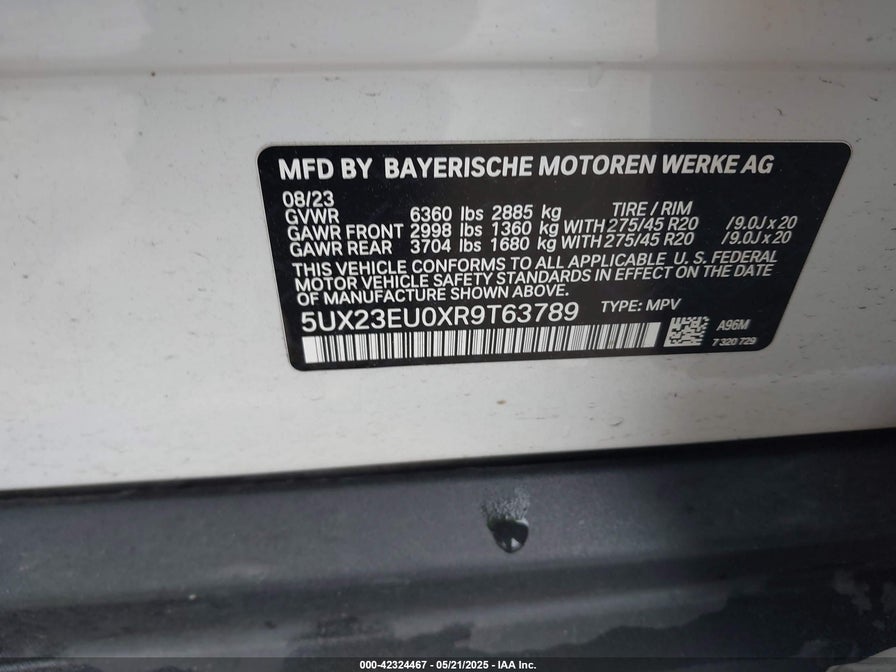 MFD BY BAYERISCHE MOTOREN WERKE AG
08/23
GVWR 6360 lbs 2885 kg TIRE / RIM
GAWR FRONT 2998 lbs 1360 kg WITH 275/45 R20 /9.0J x 20
GAWR REAR 3704 lbs 1680 kg WITH 275/45 R20 /9.0J x 20
THIS VEHICLE CONFORMS TO ALL APPLICABLE U. S. FEDERAL
MOTOR VEHICLE SAFETY STANDARDS IN EFFECT ON THE DATE
OF MANUFACTURE SHOWN ABOVE.
5UX23EU0XR9T63789 TYPE: MPV
A96M
7 320 729
000-42324467 — 05/21/2025 — IAA Inc.